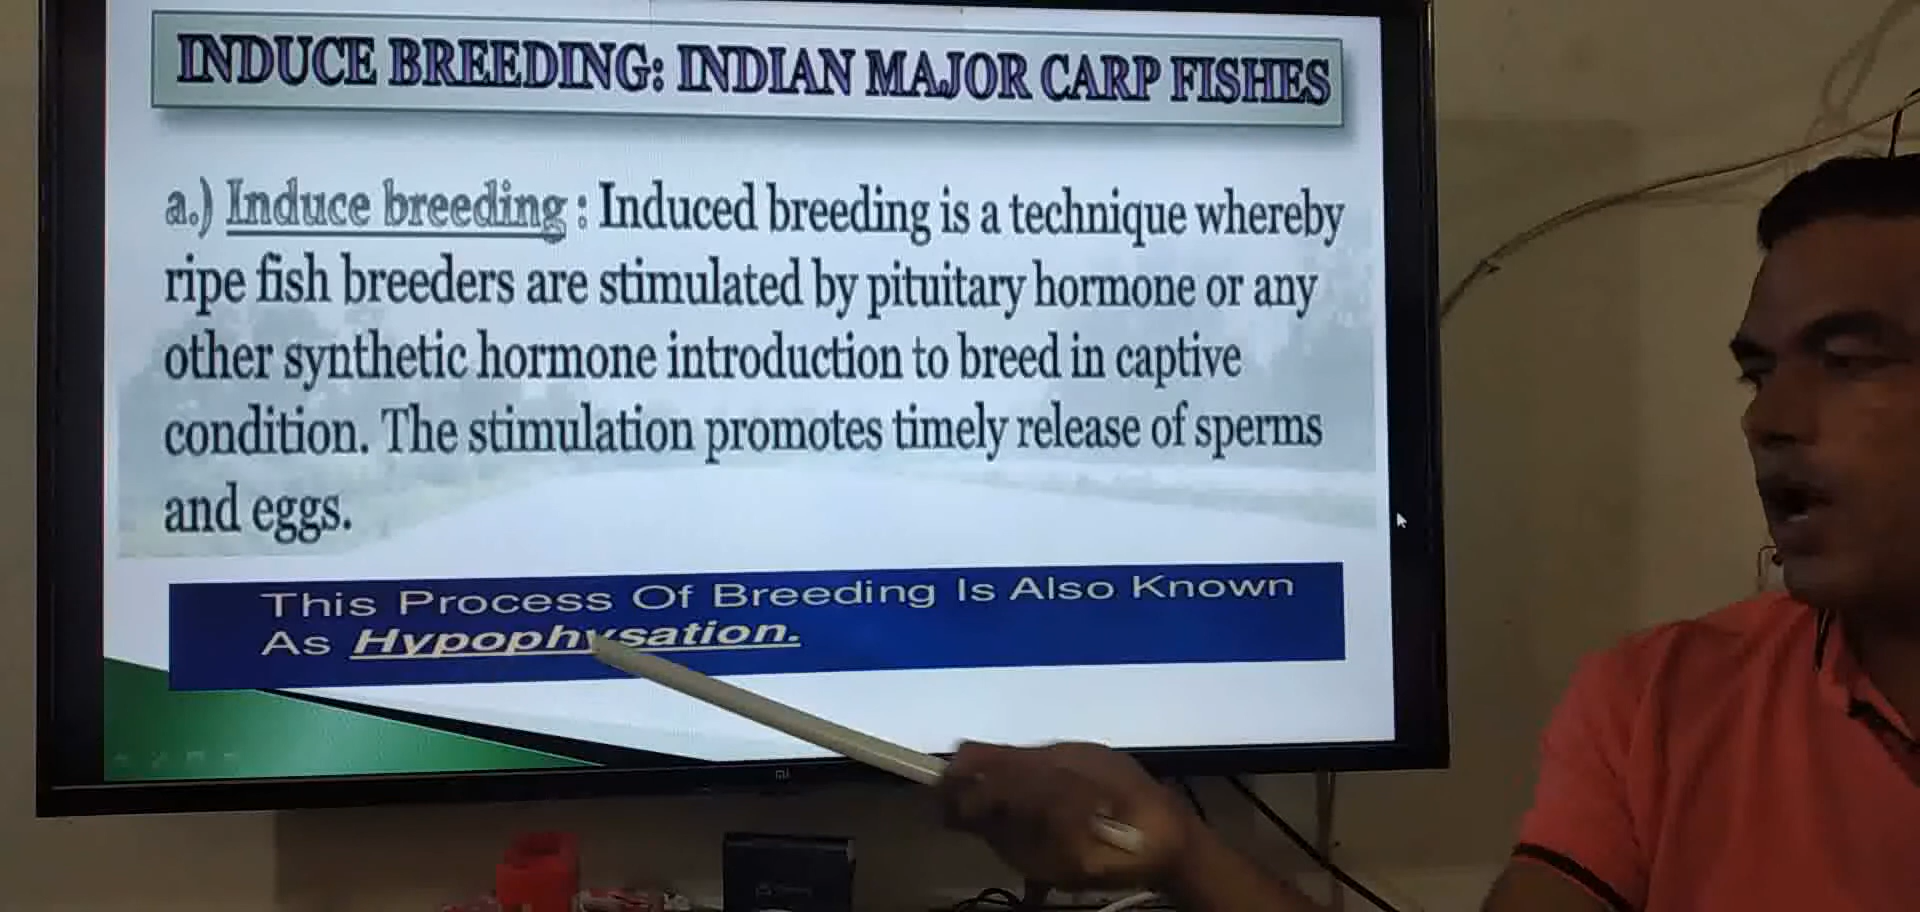 INDUCE BREEDING: INDIAN MAJOR CARP FISHES
a.) Induce breeding : Induced breeding is a technique whereby
ripe fish breeders are stimulated by pituitary hormone or any
other synthetic hormone introduction to breed in captive
condition. The stimulation promotes timely release of sperms
and eggs.
This Process Of Breeding Is Also Known
As Hypophysation.
mi